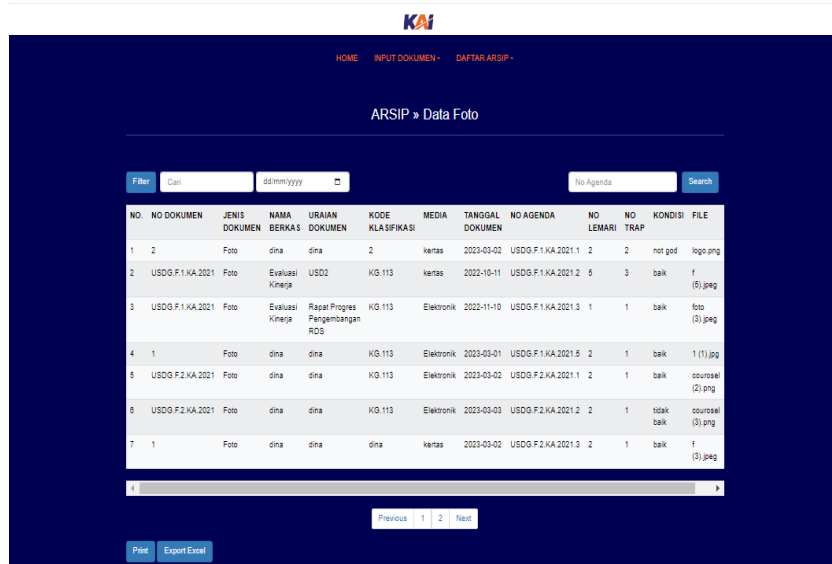 KAI
HOME INPUT DOKUMEN DAFTAR ARSIP
ARSIP » Data Foto
Filter Cari dd/mm/yyyy No Agenda Search
NO. NO DOKUMEN JENIS DOKUMEN NAMA BERKAS URAIAN DOKUMEN KODE KLASIFIKASI MEDIA TANGGAL DOKUMEN NO AGENDA NO LEMARI NO TRAP KONDISI FILE
1 2 Foto dina dina 2 kertas 2023-03-02 USDG.F.1.KA.2021.1 2 2 not god logo.png
2 USDG.F.1.KA.2021 Foto Evaluasi Kinerja USD2 KG.113 kertas 2022-10-11 USDG.F.1.KA.2021.2 5 3 baik f (5).jpeg
3 USDG.F.1.KA.2021 Foto Evaluasi Kinerja Rapat Progres Pengembangan RDS KG.113 Elektronik 2022-11-10 USDG.F.1.KA.2021.3 1 1 baik foto (3).jpeg
4 1 Foto dina dina KG.113 Elektronik 2023-03-01 USDG.F.1.KA.2021.5 2 1 baik 1 (1).jpg
5 USDG.F.2.KA.2021 Foto dina dina KG.113 Elektronik 2023-03-02 USDG.F.2.KA.2021.1 2 1 baik courosel (2).png
6 USDG.F.2.KA.2021 Foto dina dina KG.113 Elektronik 2023-03-03 USDG.F.2.KA.2021.2 2 1 tidak baik courosel (3).png
7 1 Foto dina dina dina kertas 2023-03-02 USDG.F.2.KA.2021.3 2 1 baik f (3).jpeg
Previous 1 2 Next
Print Export Excel